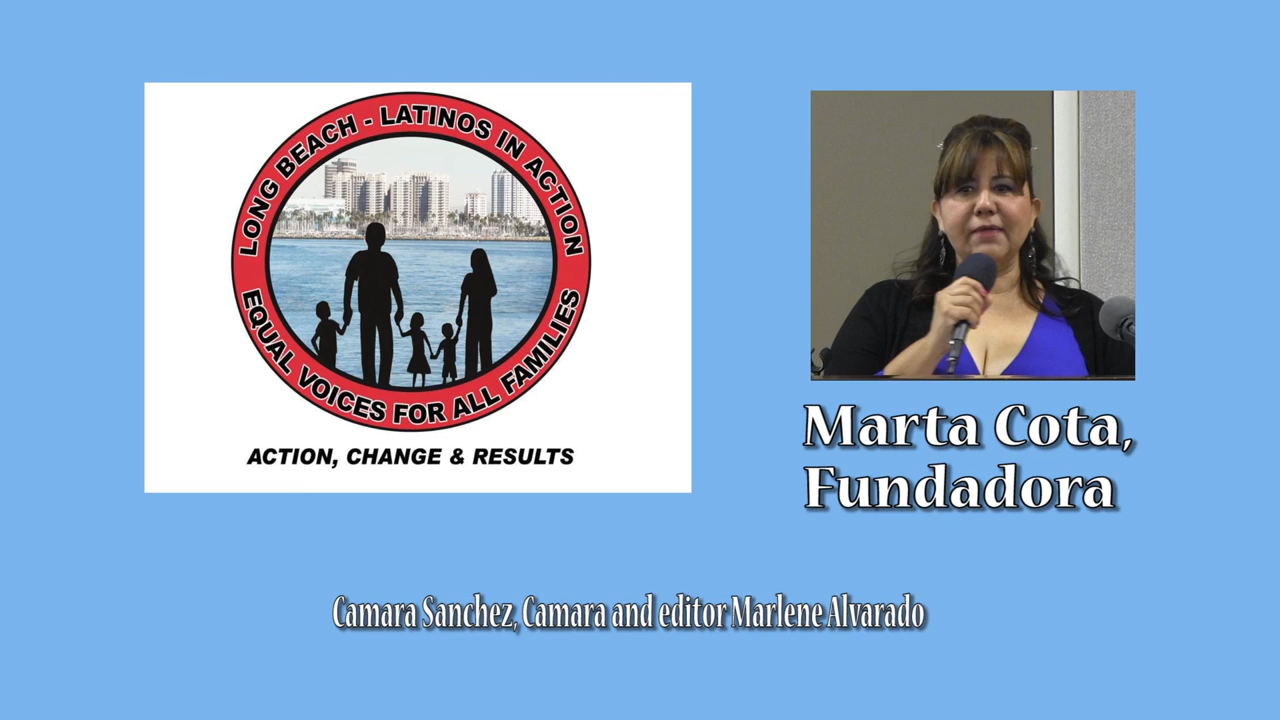 LONG BEACH - LATINOS IN ACTION
EQUAL VOICES FOR ALL FAMILIES
ACTION, CHANGE & RESULTS
Marta Cota,
Fundadora
Camara Sanchez, Camara and editor Marlene Alvarado